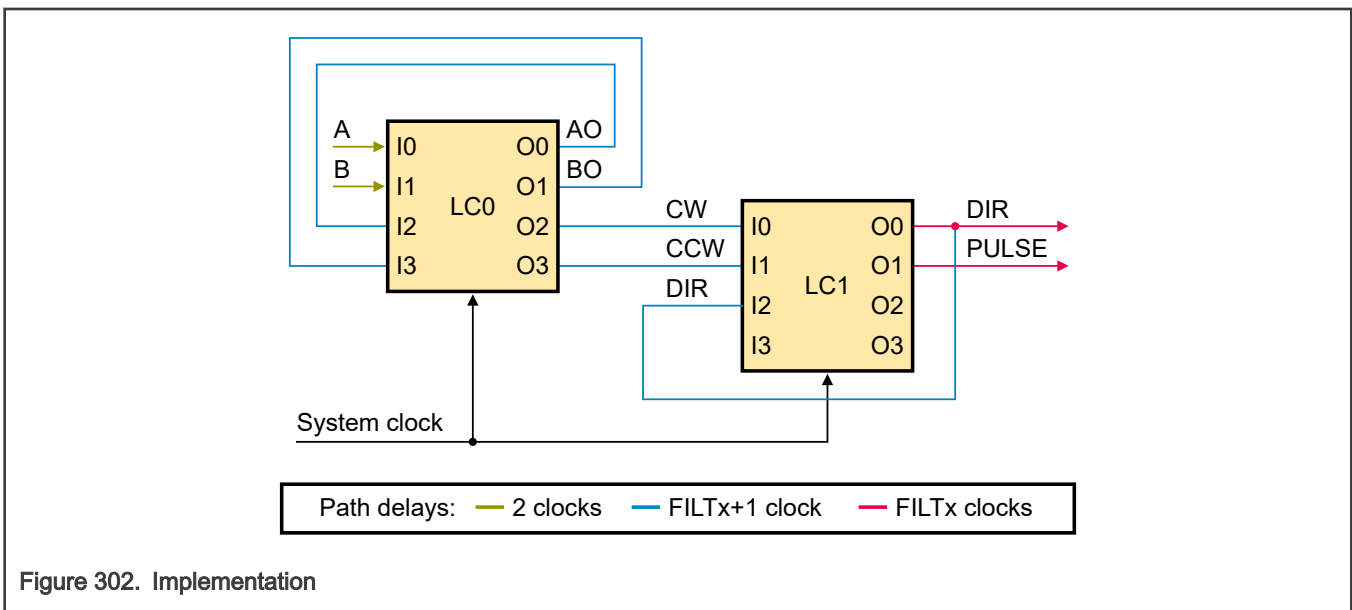 A
B
I0
I1
I2
I3
LC0
O0
O1
O2
O3
AO
BO
CW
CCW
DIR
I0
I1
I2
I3
LC1
O0
O1
O2
O3
DIR
PULSE
System clock
Path delays: 2 clocks FILTx+1 clock FILTx clocks
Figure 302. Implementation